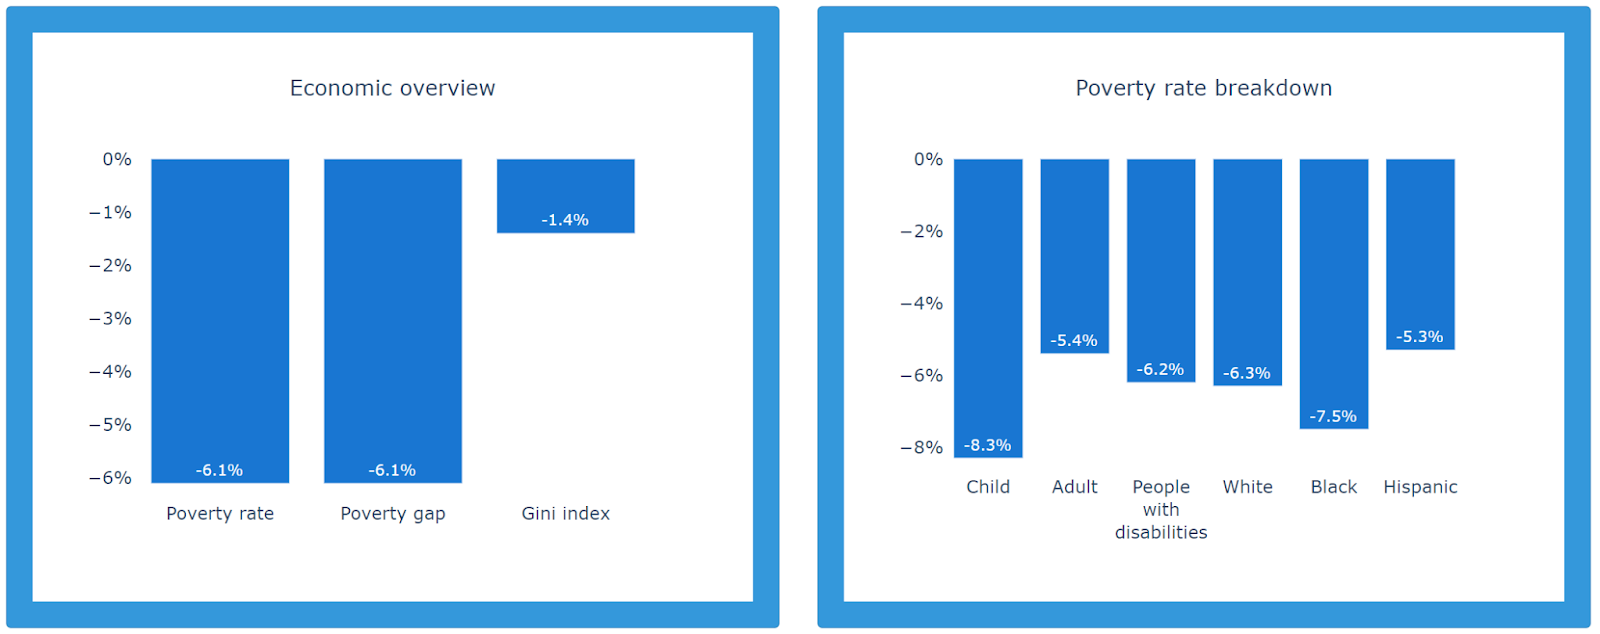 Economic overview
0%
−1%
−2%
−3%
−4%
−5%
−6%
-6.1%
-6.1%
-1.4%
Poverty rate
Poverty gap
Gini index
Poverty rate breakdown
0%
−2%
−4%
−6%
−8%
-8.3%
-5.4%
-6.2%
-6.3%
-7.5%
-5.3%
Child
Adult
People
with
disabilities
White
Black
Hispanic